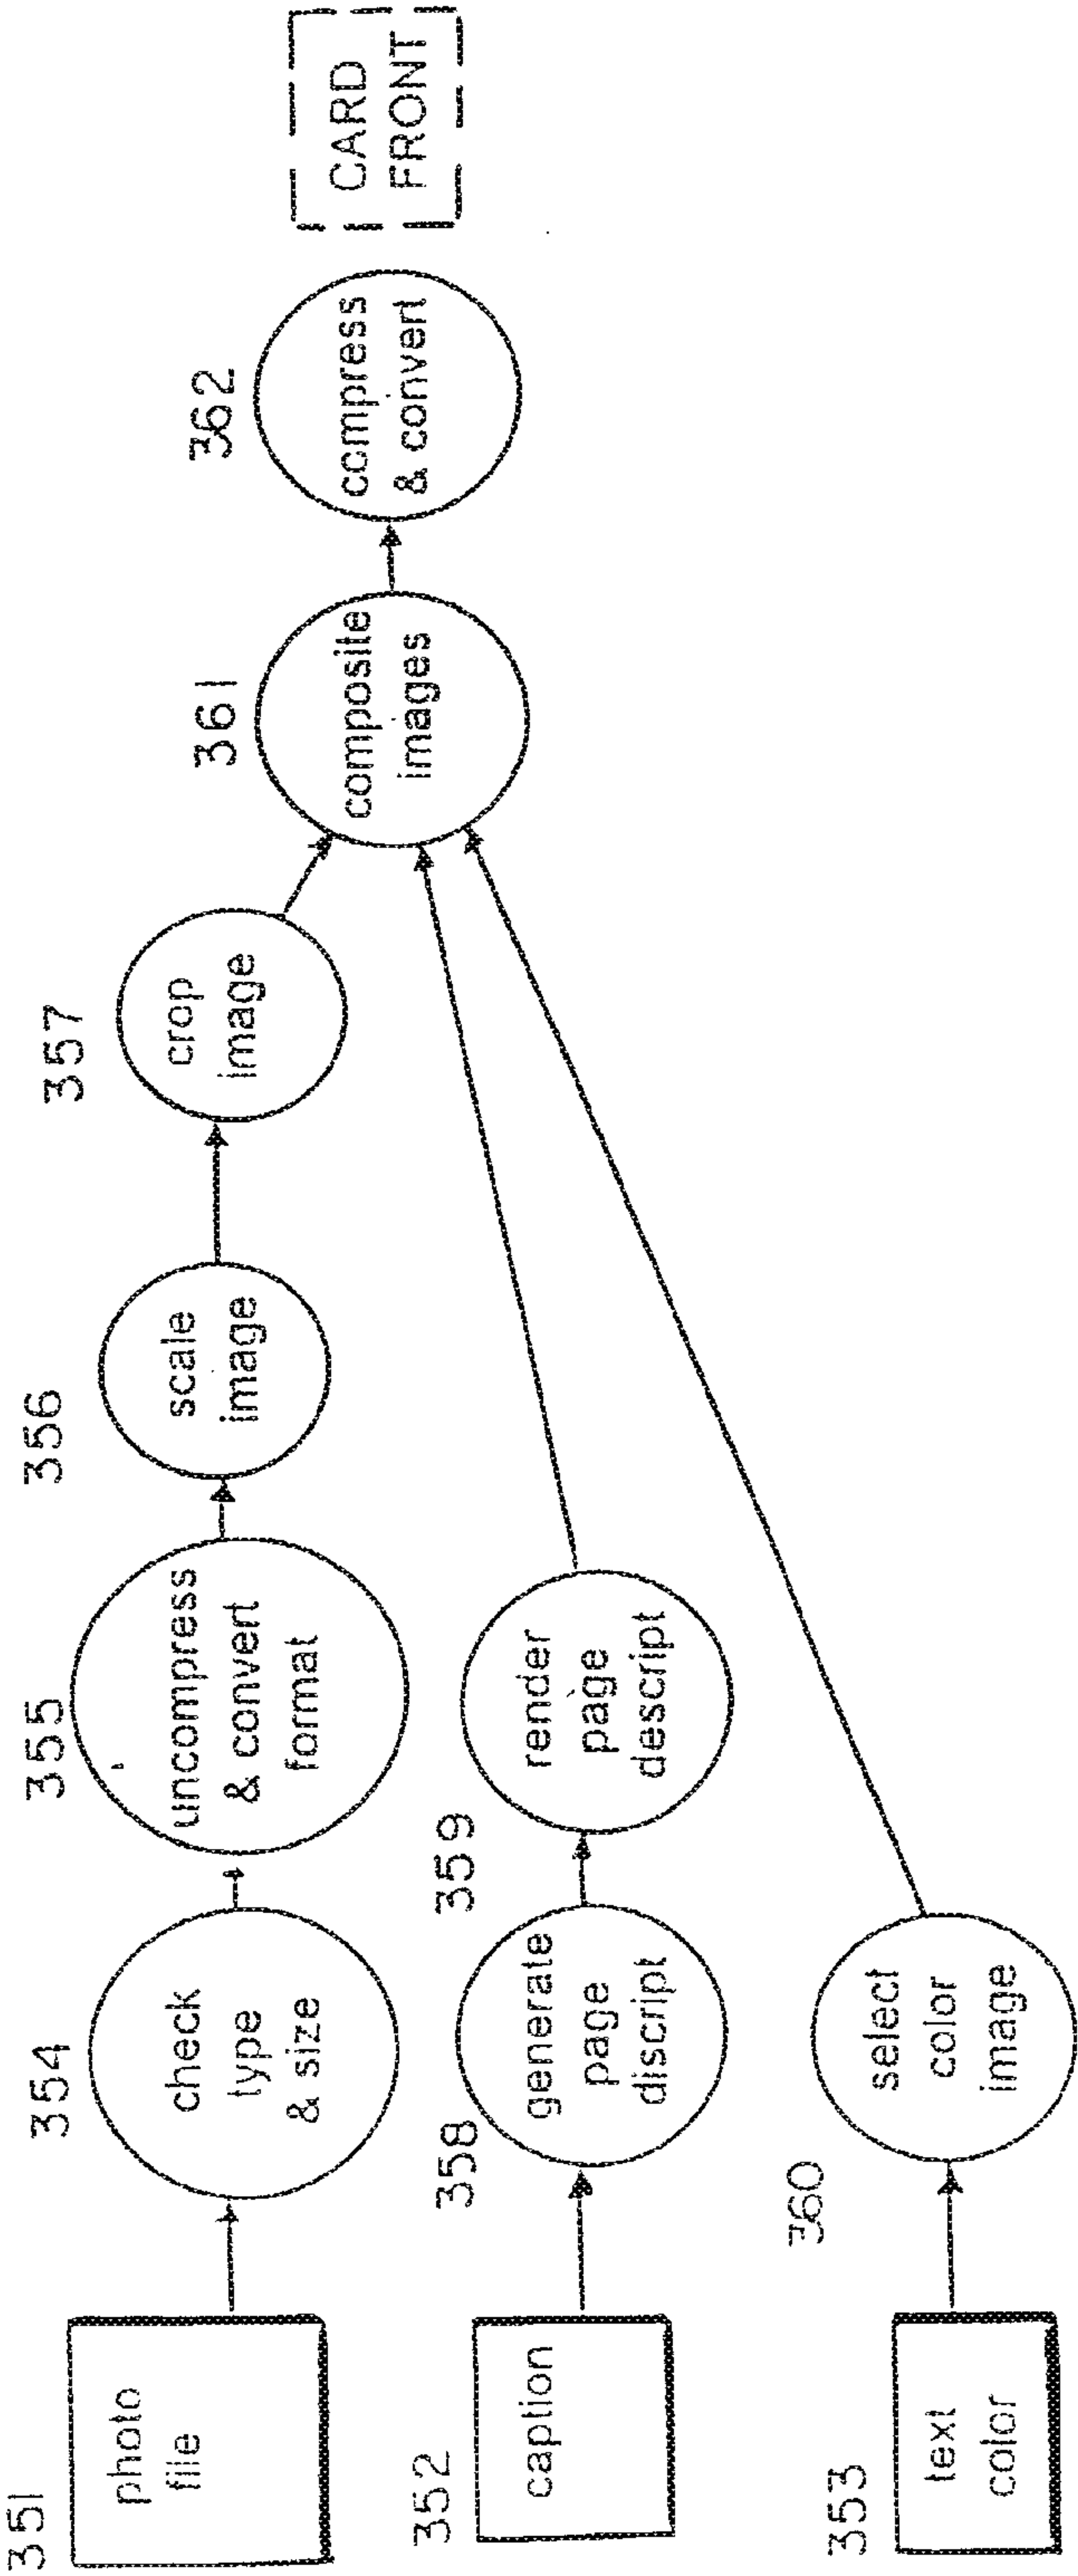 351
photo
file
354
check
type
& size
355
uncompress
& convert
format
356
scale
image
357
crop
image
352
caption
358
generate
page
discript
359
render
page
descript
353
text
color
360
select
color
image
361
composite
images
362
compress
& convert
CARD
FRONT